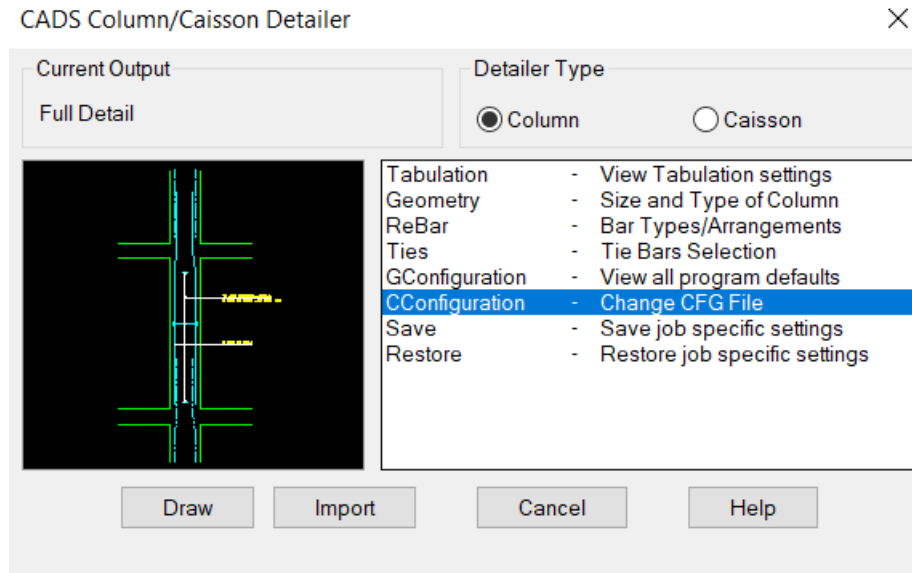 CADS Column/Caisson Detailer
Current Output
Full Detail
Detailer Type
Column
Caisson
Tabulation - View Tabulation settings
Geometry - Size and Type of Column
ReBar - Bar Types/Arrangements
Ties - Tie Bars Selection
GConfiguration - View all program defaults
CConfiguration - Change CFG File
Save - Save job specific settings
Restore - Restore job specific settings
Draw Import Cancel Help